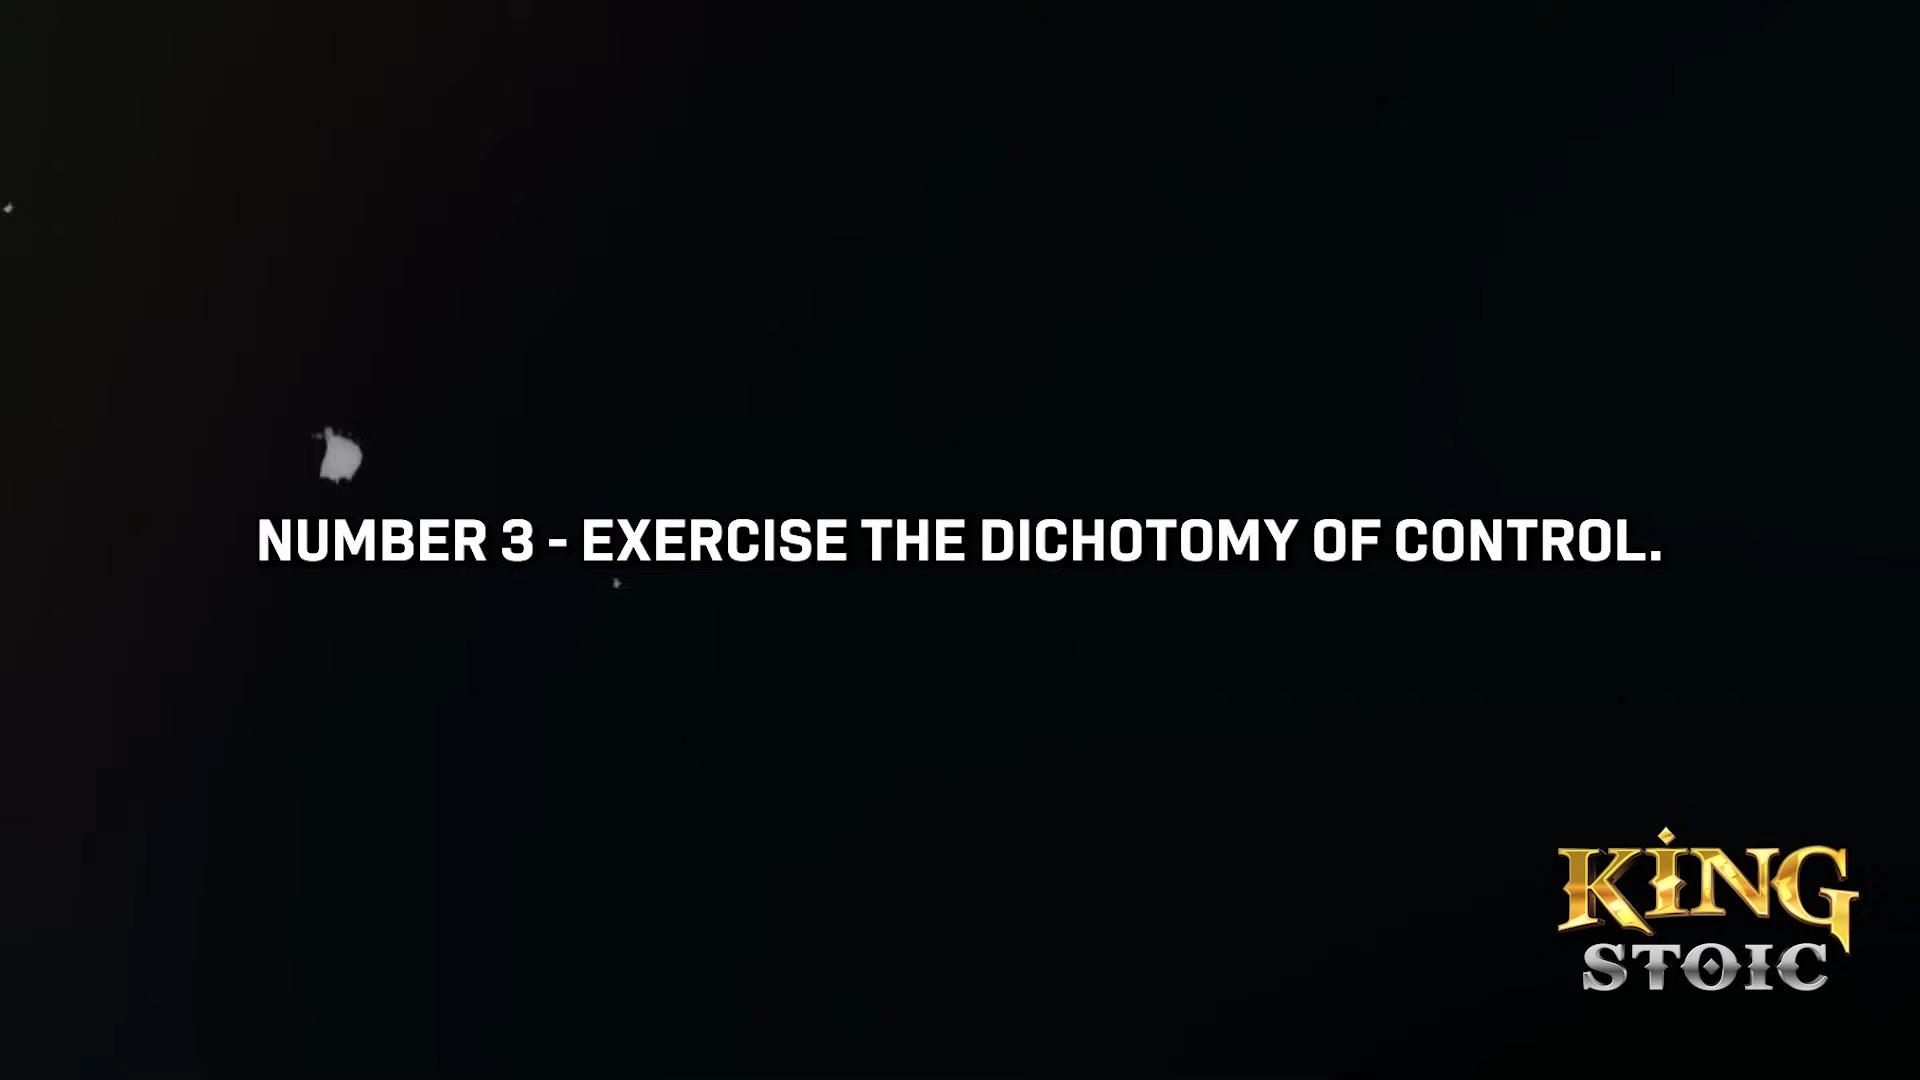 NUMBER 3 - EXERCISE THE DICHOTOMY OF CONTROL.
KING
STOIC